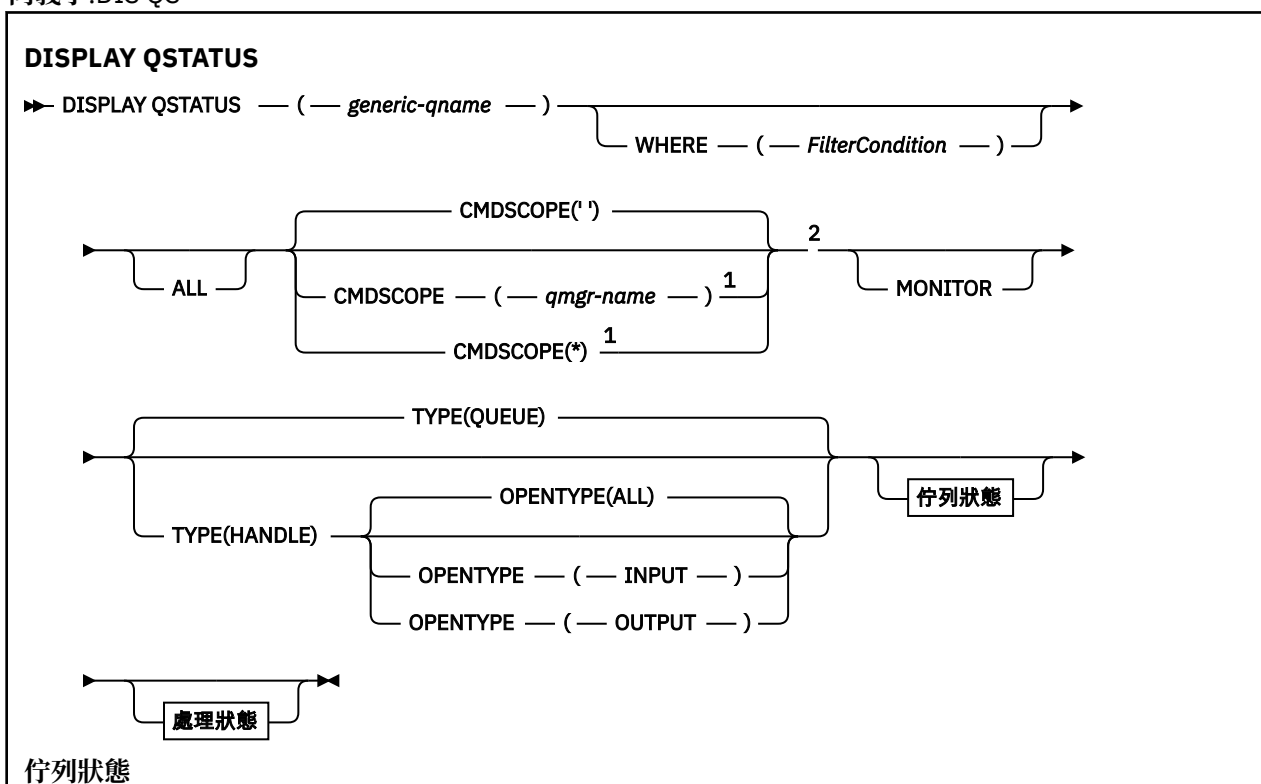 DISPLAY QSTATUS
DISPLAY QSTATUS ( generic-qname )
WHERE ( FilterCondition )
CMDSCOPE(' ')
2
ALL
CMDSCOPE ( qmgr-name ) 1
MONITOR
CMDSCOPE(*) 1
TYPE(QUEUE)
佇列狀態
OPENTYPE(ALL)
TYPE(HANDLE)
OPENTYPE ( INPUT )
OPENTYPE ( OUTPUT )
處理狀態
佇列狀態